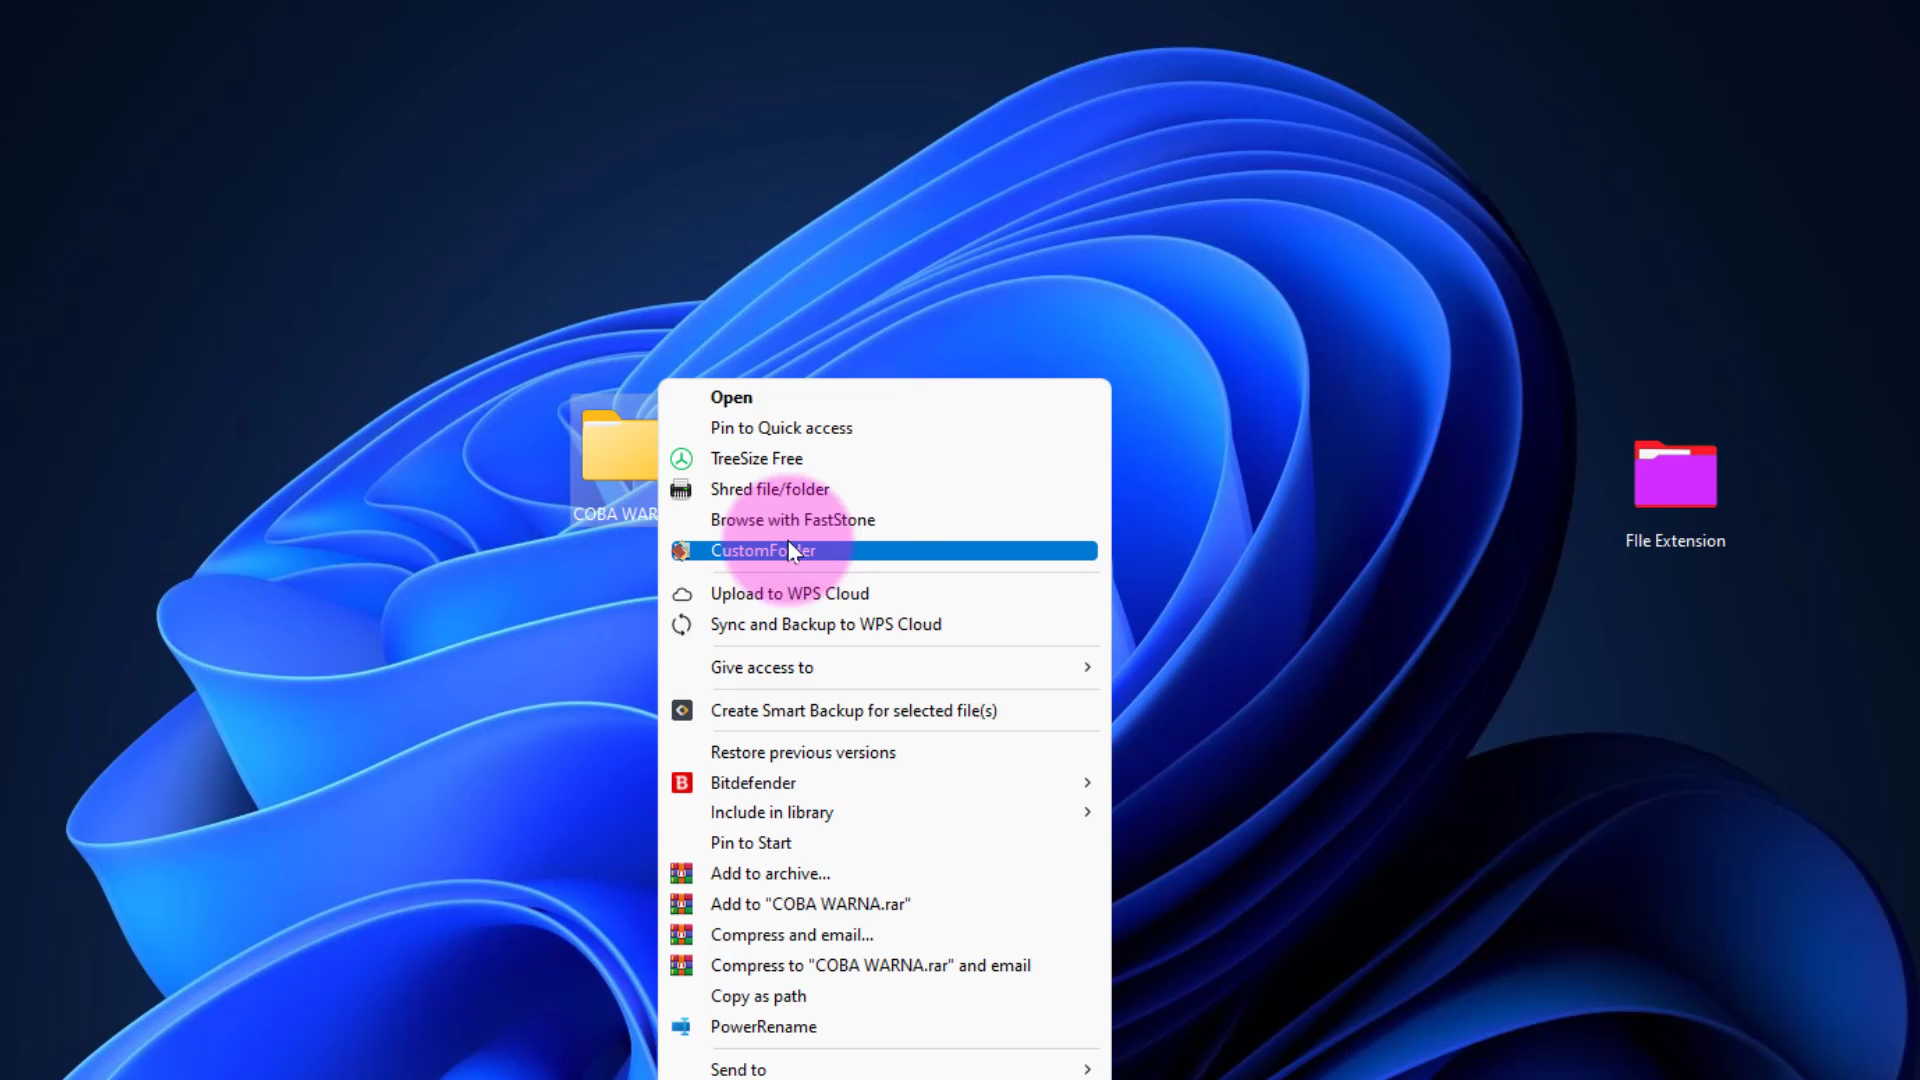 Open
Pin to Quick access
TreeSize Free
Shred file/folder
Browse with FastStone
CustomFolder
Upload to WPS Cloud
Sync and Backup to WPS Cloud
Give access to
Create Smart Backup for selected file(s)
Restore previous versions
Bitdefender
Include in library
Pin to Start
Add to archive...
Add to "COBA WARNA.rar"
Compress and email...
Compress to "COBA WARNA.rar" and email
Copy as path
PowerRename
Send to
COBA WAR
FIle Extension